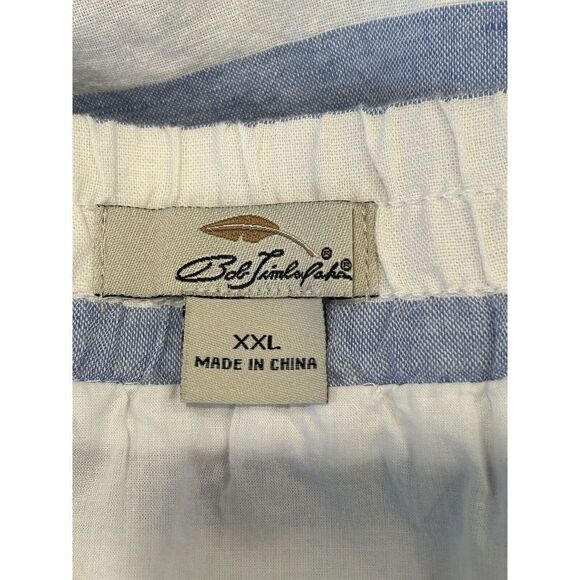 ®
Bob Timberlake®
XXL
MADE IN CHINA